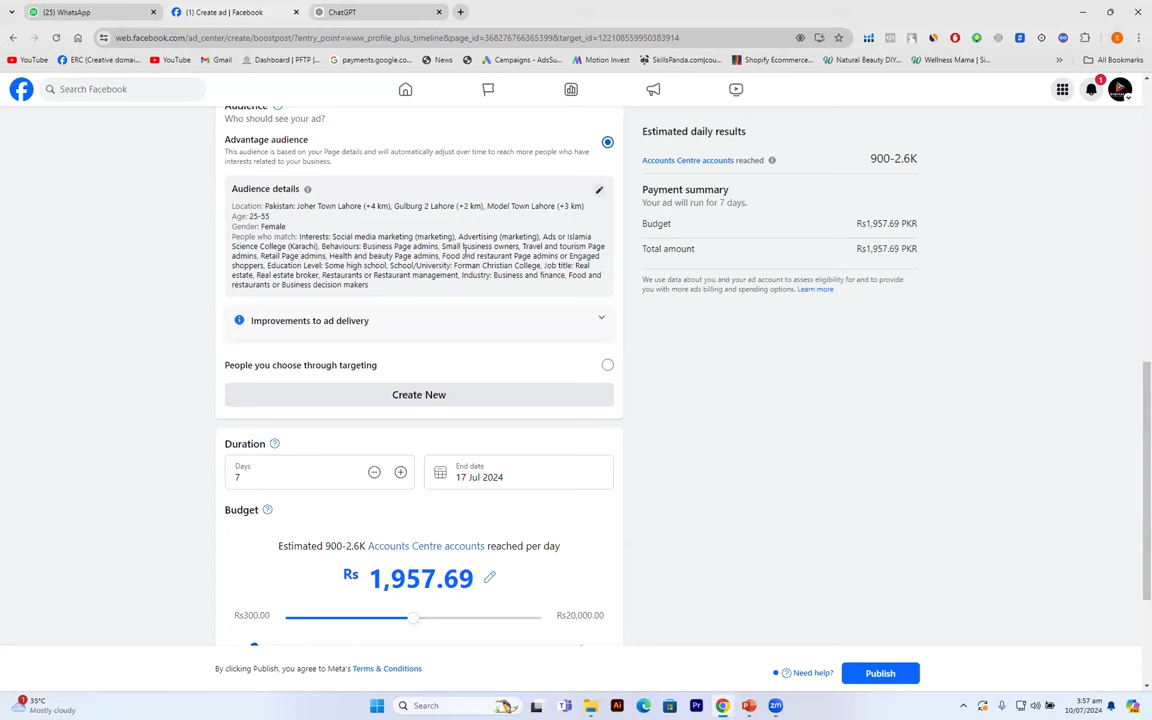 (25) WhatsApp
(1) Create ad | Facebook
ChatGPT
web.facebook.com/ad_center/create/boostpost/?entry_point=www_profile_plus_timeline&page_id=368276766365399&target_id=122108559950383914
YouTube
ERC (Creative domai...
YouTube
Gmail
Dashboard | PFTP |...
payments.google.co...
News
Campaigns - AdsSu...
Motion Invest
SkillsPanda.com|cou...
Shopify Ecommerce...
Natural Beauty DIY...
Wellness Mama | Si...
All Bookmarks
Search Facebook
1
Audience
Who should see your ad?
Advantage audience
This audience is based on your Page details and will automatically adjust over time to reach more people who have
interests related to your business.
Audience details
Location: Pakistan: Joher Town Lahore (+4 km), Gulburg 2 Lahore (+2 km), Model Town Lahore (+3 km)
Age: 25-55
Gender: Female
People who match: Interests: Social media marketing (marketing), Advertising (marketing), Ads or Islamia
Science College (Karachi), Behaviours: Business Page admins, Small business owners, Travel and tourism Page
admins, Retail Page admins, Health and beauty Page admins, Food and restaurant Page admins or Engaged
shoppers, Education Level: Some high school, School/University: Forman Christian College, Job title: Real
estate, Real estate broker, Restaurants or Restaurant management, Industry: Business and finance, Food and
restaurants or Business decision makers
Improvements to ad delivery
People you choose through targeting
Create New
Duration
Days
7
End date
17 Jul 2024
Budget
Estimated 900-2.6K Accounts Centre accounts reached per day
Rs 1,957.69
Rs300.00
Rs20,000.00
Estimated daily results
Accounts Centre accounts reached
900-2.6K
Payment summary
Your ad will run for 7 days.
Budget
Rs1,957.69 PKR
Total amount
Rs1,957.69 PKR
We use data about you and your ad account to assess eligibility for and to provide
you with more ads billing and spending options. Learn more
By clicking Publish, you agree to Meta's Terms & Conditions
Need help?
Publish
1
35°C
Mostly cloudy
Search
3:57 am
10/07/2024